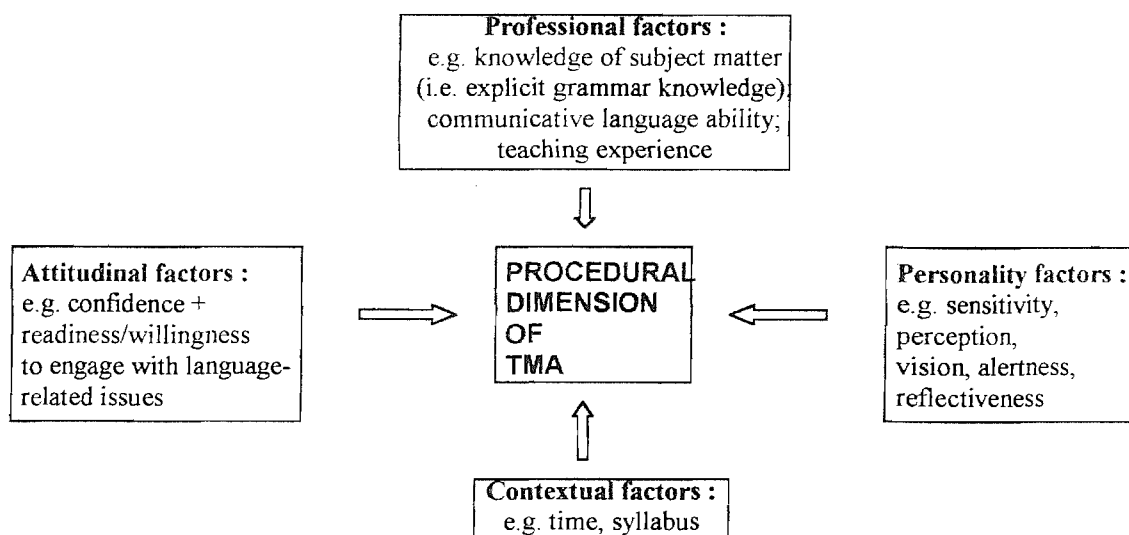 Professional factors :
e.g. knowledge of subject matter
(i.e. explicit grammar knowledge);
communicative language ability;
teaching experience
Attitudinal factors :
e.g. confidence +
readiness/willingness
to engage with language-
related issues
PROCEDURAL
DIMENSION
OF
TMA
Personality factors :
e.g. sensitivity,
perception,
vision, alertness,
reflectiveness
Contextual factors :
e.g. time, syllabus